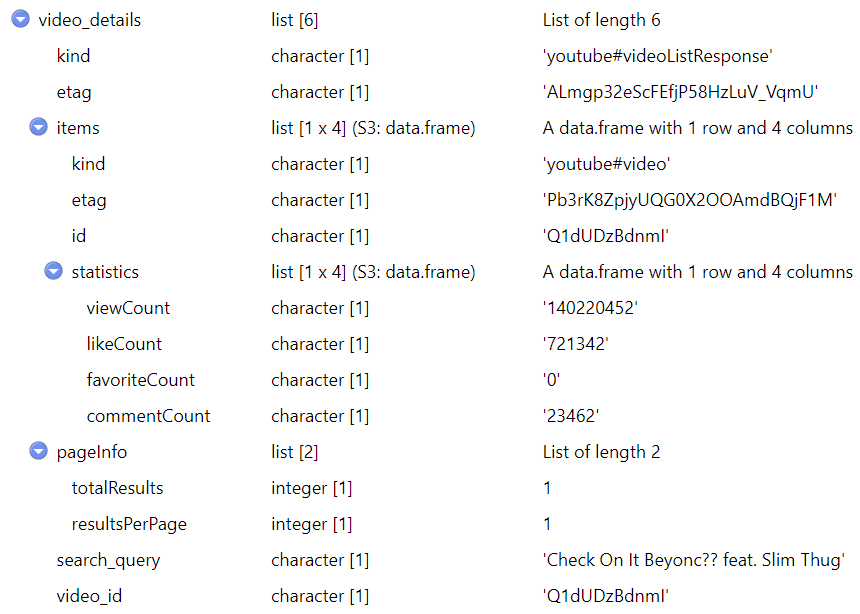 video_details list [6] List of length 6
kind character [1] 'youtube#videoListResponse'
etag character [1] 'ALmgp32eScFEfjP58HzLuV_VqmU'
items list [1 x 4] (S3: data.frame) A data.frame with 1 row and 4 columns
kind character [1] 'youtube#video'
etag character [1] 'Pb3rK8ZpjyUQG0X2OOAmdBQjF1M'
id character [1] 'Q1dUDzBdnmI'
statistics list [1 x 4] (S3: data.frame) A data.frame with 1 row and 4 columns
viewCount character [1] '140220452'
likeCount character [1] '721342'
favoriteCount character [1] '0'
commentCount character [1] '23462'
pageInfo list [2] List of length 2
totalResults integer [1] 1
resultsPerPage integer [1] 1
search_query character [1] 'Check On It Beyonc?? feat. Slim Thug'
video_id character [1] 'Q1dUDzBdnmI'